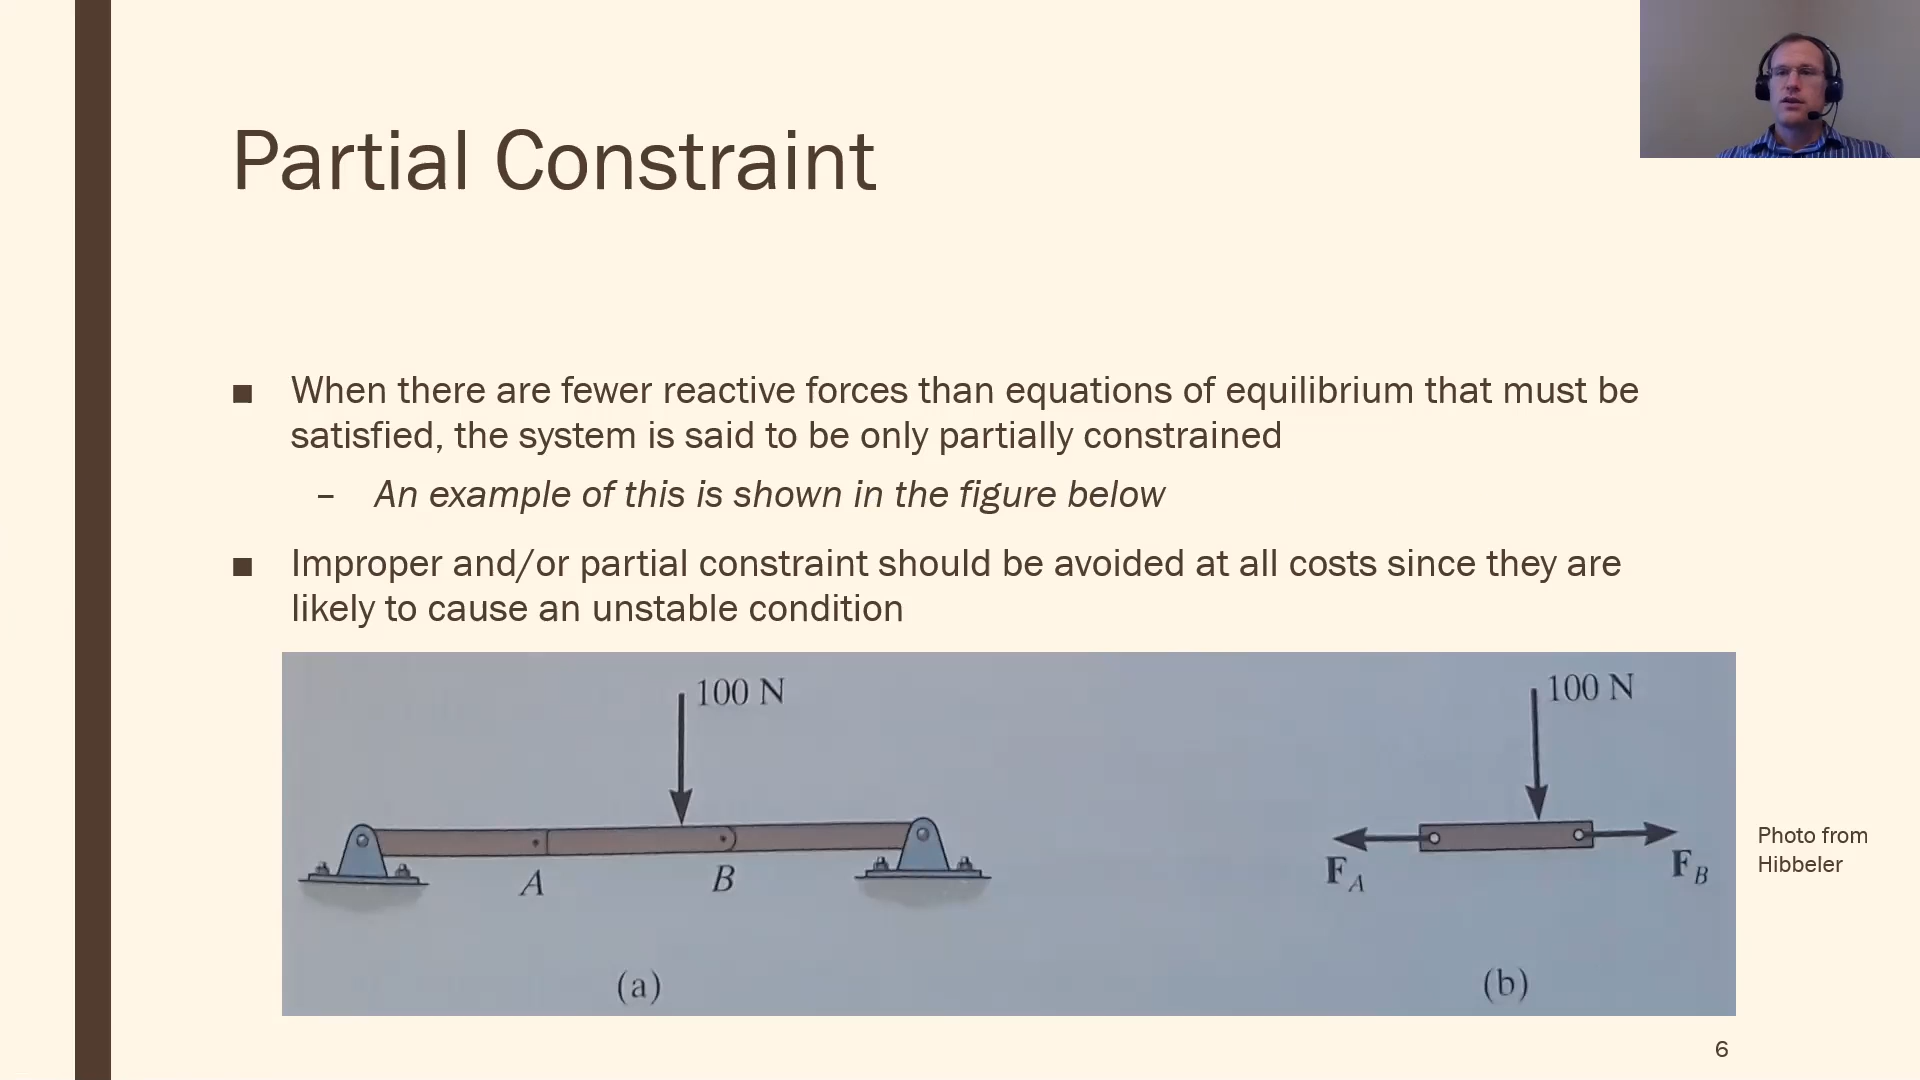 Partial Constraint
■ When there are fewer reactive forces than equations of equilibrium that must be
satisfied, the system is said to be only partially constrained
– An example of this is shown in the figure below
■ Improper and/or partial constraint should be avoided at all costs since they are
likely to cause an unstable condition
100 N
A
B
(a)
100 N
F_A
F_B
(b)
Photo from
Hibbeler
6